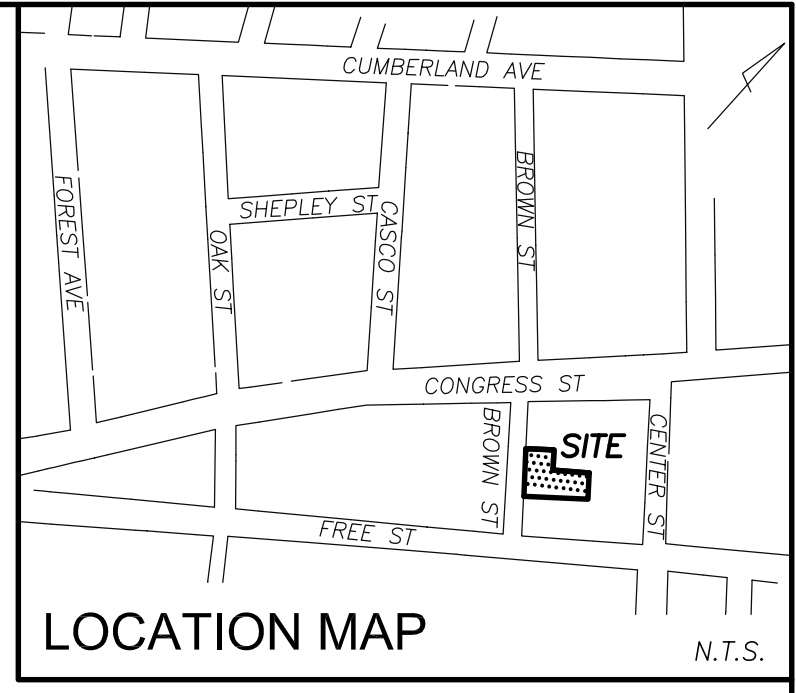 CUMBERLAND AVE
FOREST AVE
OAK ST
SHEPLEY ST
CASCO ST
BROWN ST
CONGRESS ST
BROWN ST
SITE
CENTER ST
FREE ST
LOCATION MAP
N.T.S.